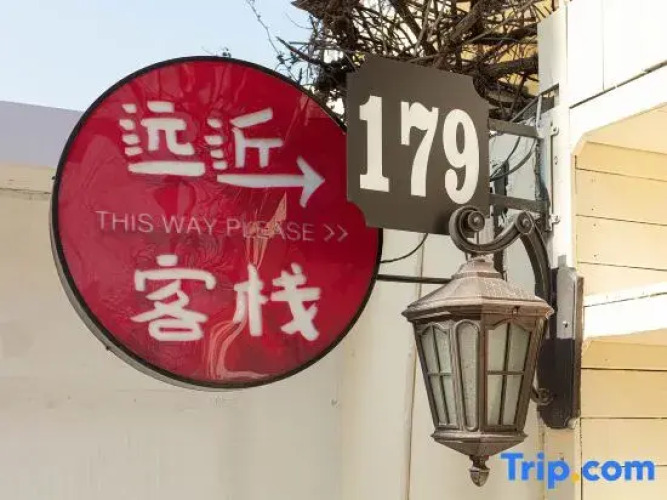 远近
THIS WAY PLEASE >>
客栈
179
Trip.com